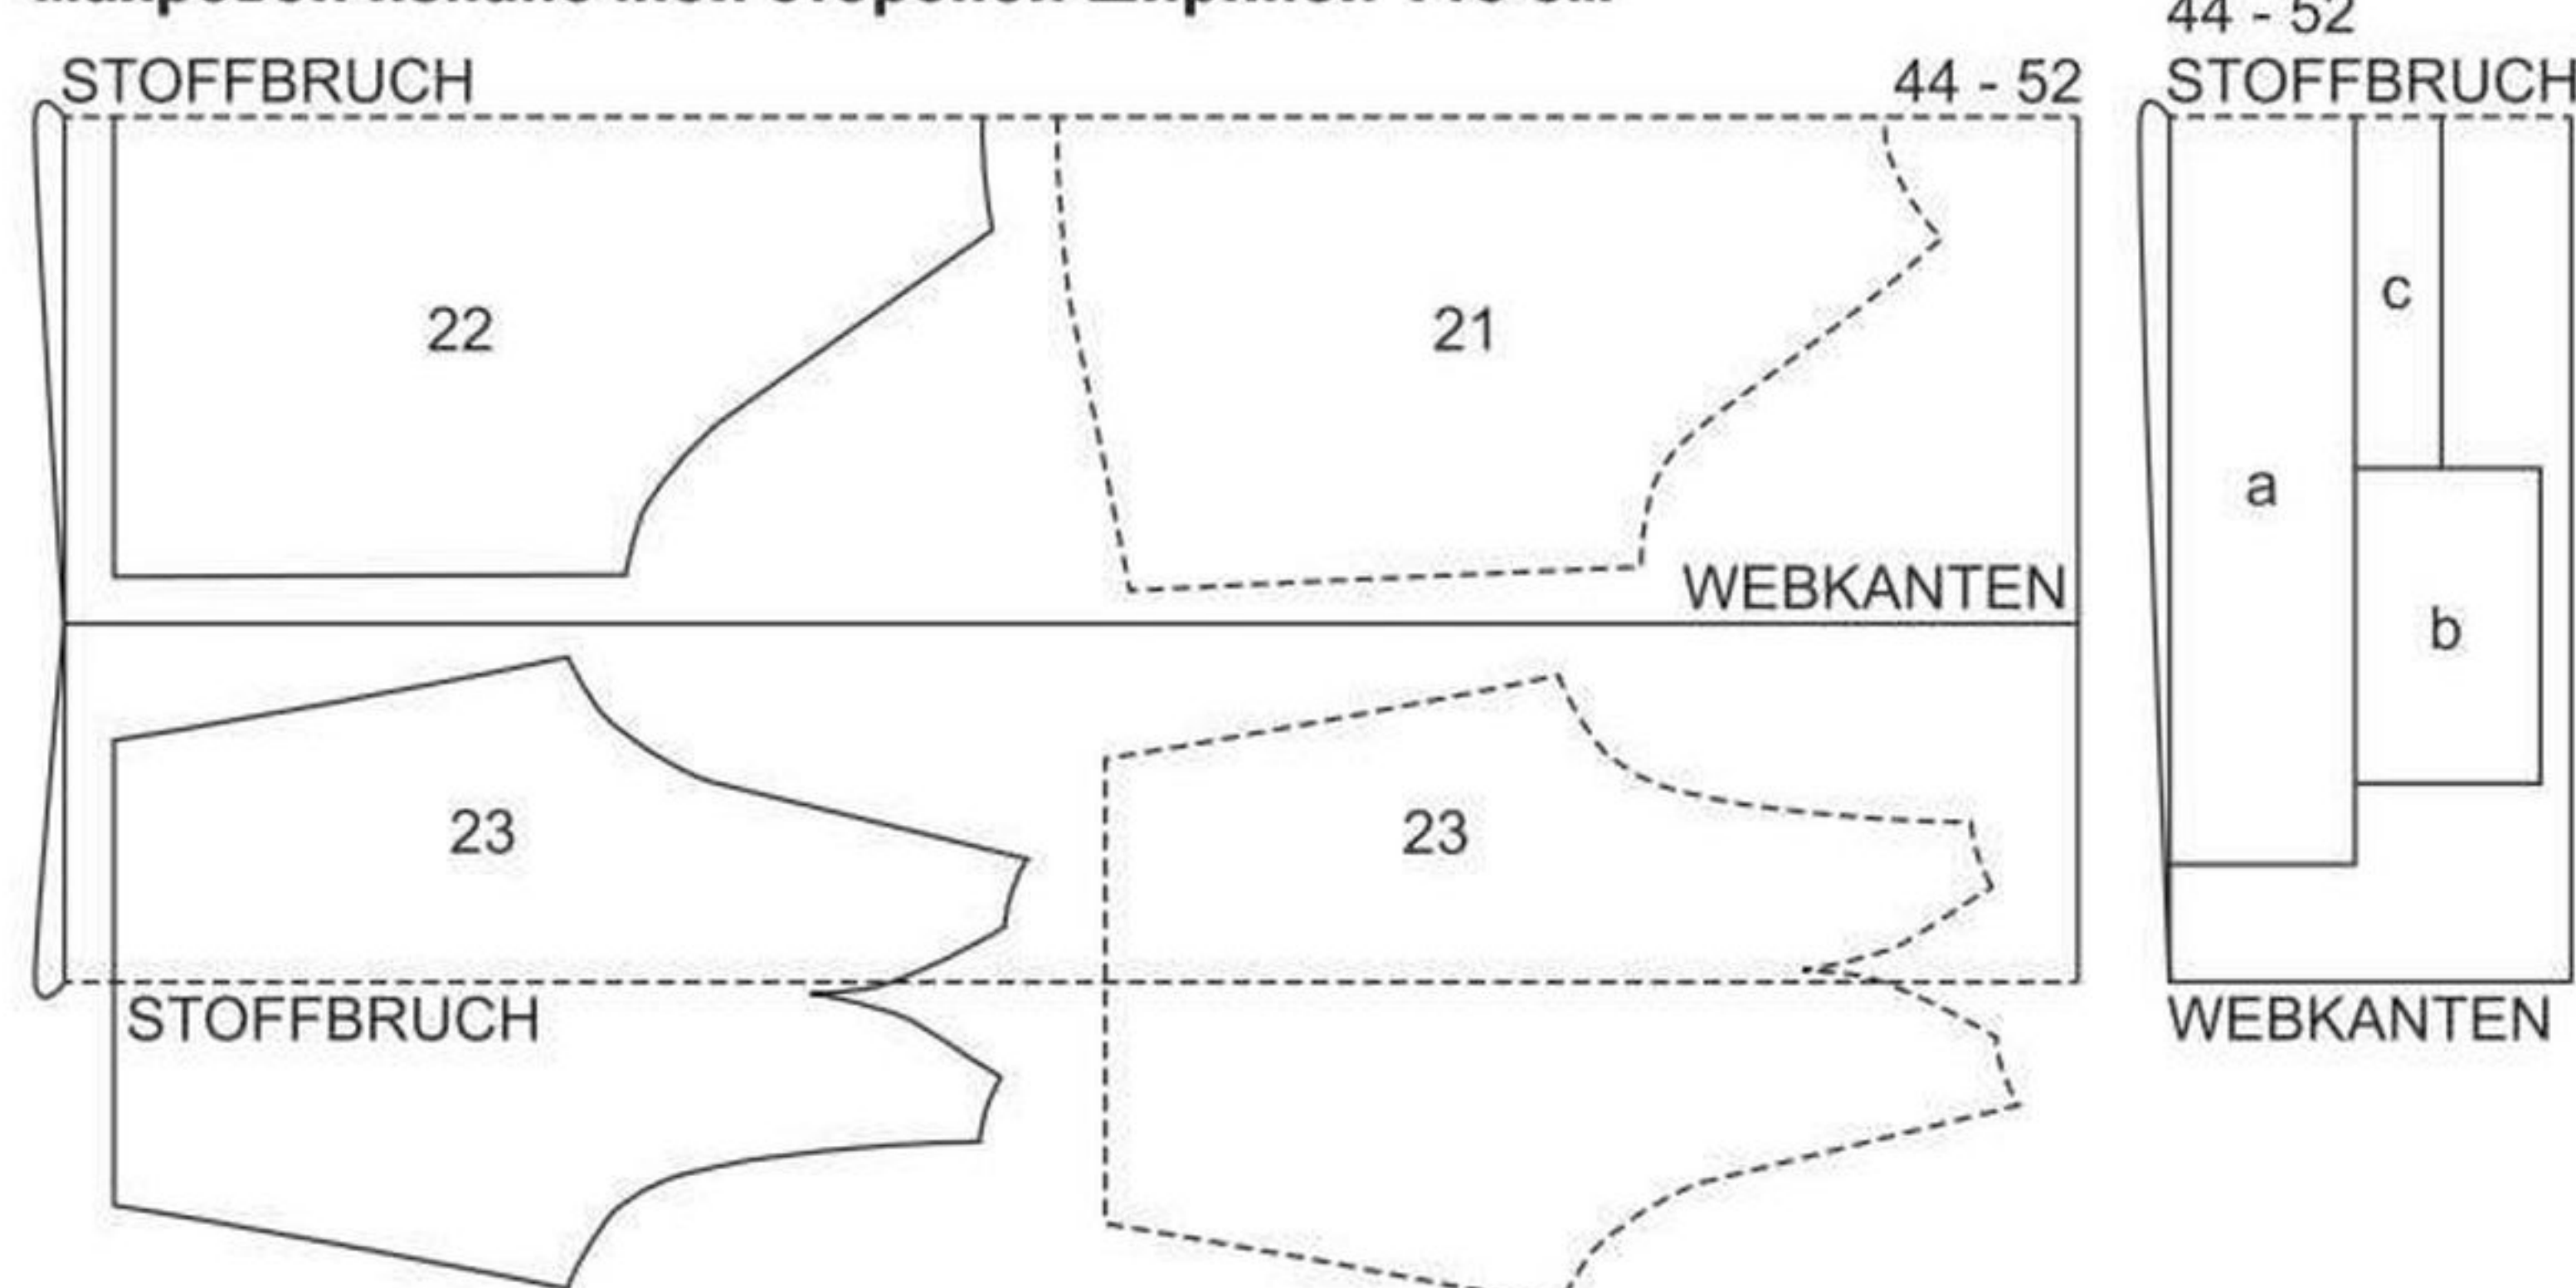 44 - 52
STOFFBRUCH
44 - 52
STOFFBRUCH
22
21
c
a
WEBKANTEN
b
23
23
STOFFBRUCH
WEBKANTEN